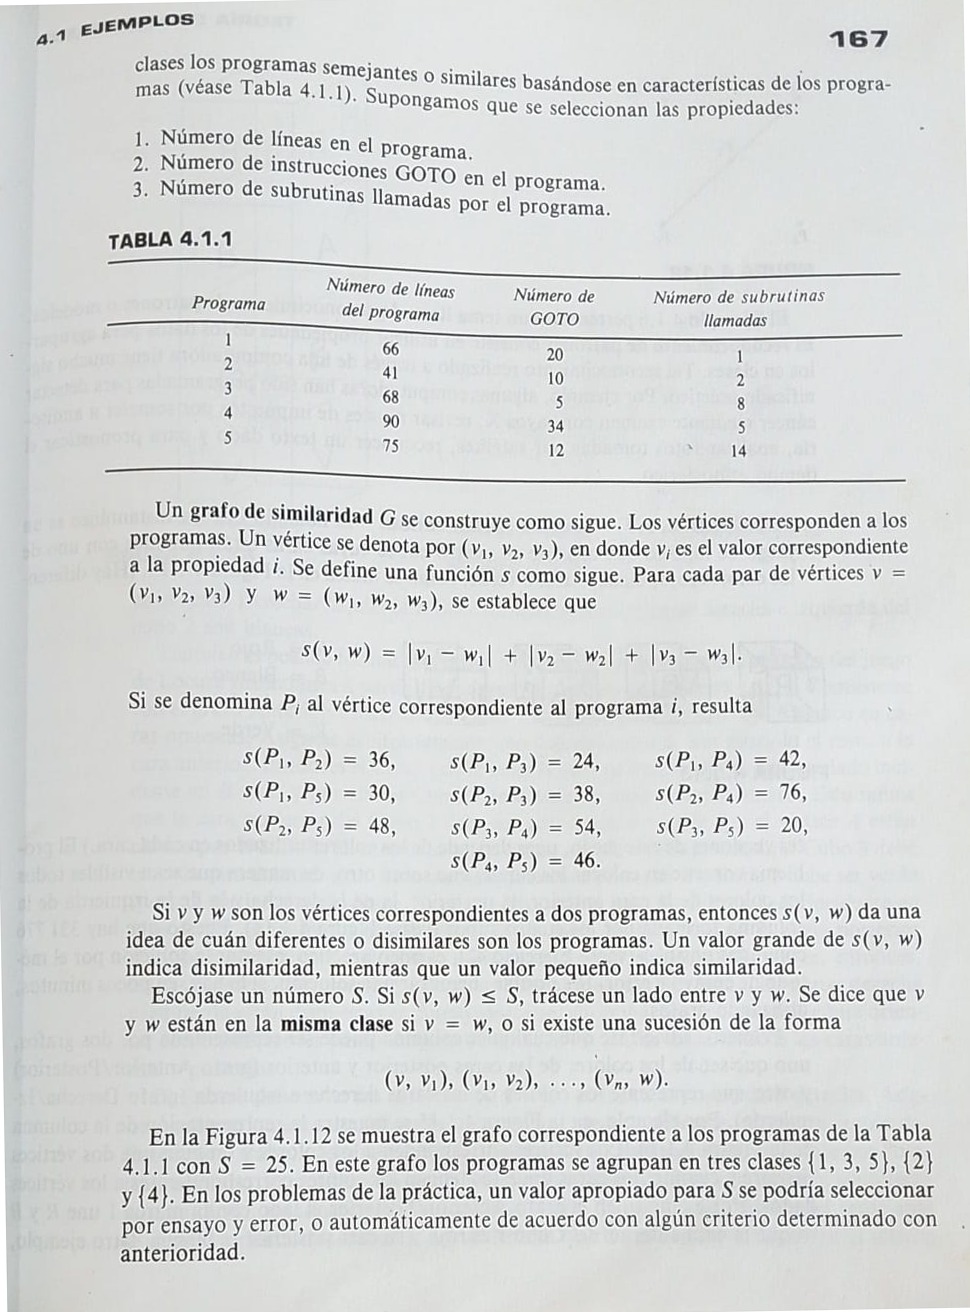 4.1 EJEMPLOS
167
clases los programas semejantes o similares basándose en características de los progra-
mas (véase Tabla 4.1.1). Supongamos que se seleccionan las propiedades:
1. Número de líneas en el programa.
2. Número de instrucciones GOTO en el programa.
3. Número de subrutinas llamadas por el programa.
TABLA 4.1.1
Programa Número de líneas del programa Número de GOTO Número de subrutinas llamadas
1 66 20 1
2 41 10 2
3 68 5 8
4 90 34 5
5 75 12 14
Un grafo de similaridad G se construye como sigue. Los vértices corresponden a los
programas. Un vértice se denota por (v₁, v₂, v₃), en donde vᵢ es el valor correspondiente
a la propiedad i. Se define una función s como sigue. Para cada par de vértices v =
(v₁, v₂, v₃) y w = (w₁, w₂, w₃), se establece que
s(v, w) = |v₁ − w₁| + |v₂ − w₂| + |v₃ − w₃|.
Si se denomina Pᵢ al vértice correspondiente al programa i, resulta
s(P₁, P₂) = 36, s(P₁, P₃) = 24, s(P₁, P₄) = 42,
s(P₁, P₅) = 30, s(P₂, P₃) = 38, s(P₂, P₄) = 76,
s(P₂, P₅) = 48, s(P₃, P₄) = 54, s(P₃, P₅) = 20,
s(P₄, P₅) = 46.
Si v y w son los vértices correspondientes a dos programas, entonces s(v, w) da una
idea de cuán diferentes o disimilares son los programas. Un valor grande de s(v, w)
indica disimilaridad, mientras que un valor pequeño indica similaridad.
Escójase un número S. Si s(v, w) ≤ S, trácese un lado entre v y w. Se dice que v
y w están en la misma clase si v = w, o si existe una sucesión de la forma
(v, v₁), (v₁, v₂), . . ., (vₙ, w).
En la Figura 4.1.12 se muestra el grafo correspondiente a los programas de la Tabla
4.1.1 con S = 25. En este grafo los programas se agrupan en tres clases {1, 3, 5}, {2}
y {4}. En los problemas de la práctica, un valor apropiado para S se podría seleccionar
por ensayo y error, o automáticamente de acuerdo con algún criterio determinado con
anterioridad.